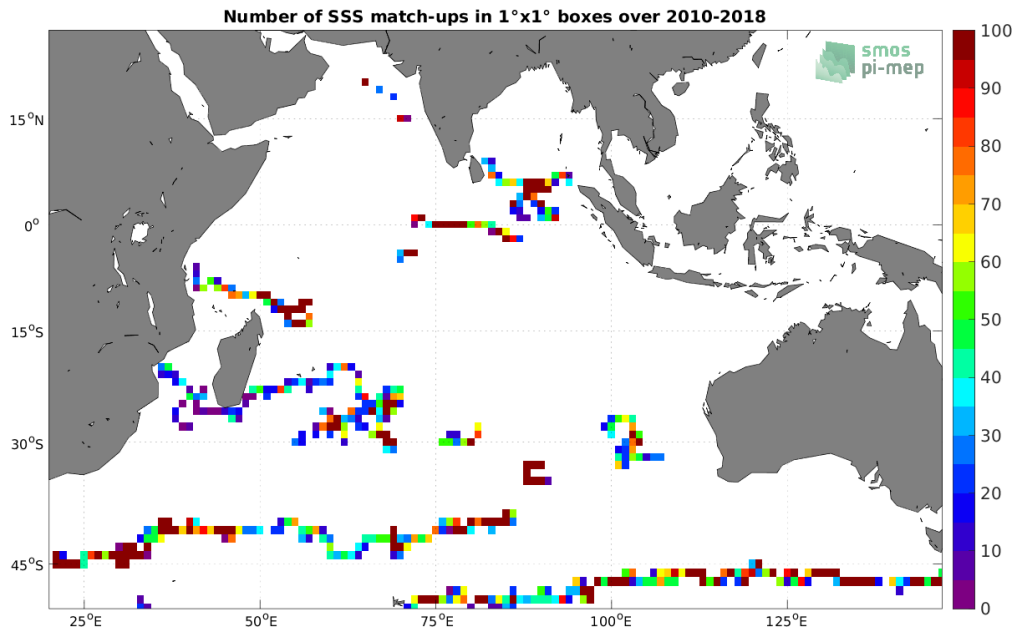 Number of SSS match-ups in 1°x1° boxes over 2010-2018
smos
pi-mep
100
90
80
70
60
50
40
30
20
10
0
15°N
0°
15°S
30°S
45°S
25°E
50°E
75°E
100°E
125°E